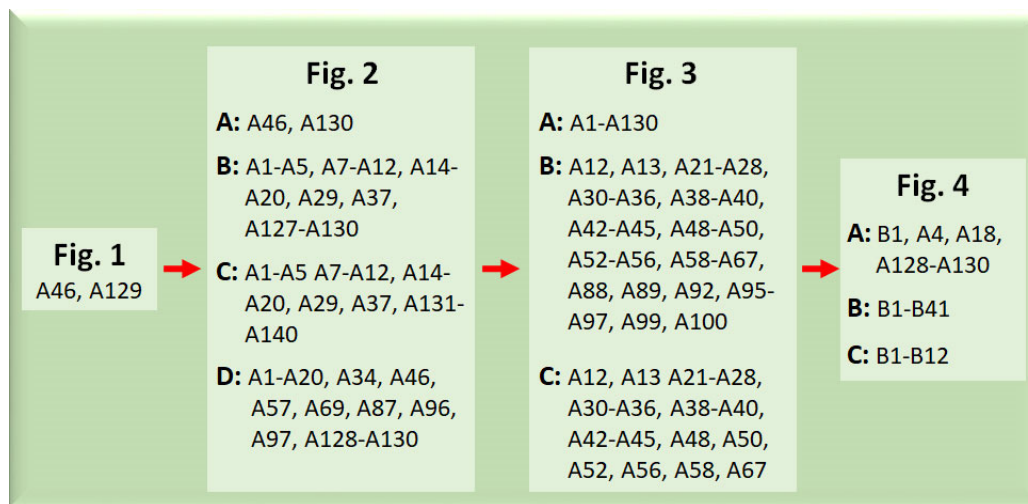 Fig. 1
A46, A129
Fig. 2
A: A46, A130
B: A1-A5, A7-A12, A14-
A20, A29, A37,
A127-A130
C: A1-A5 A7-A12, A14-
A20, A29, A37, A131-
A140
D: A1-A20, A34, A46,
A57, A69, A87, A96,
A97, A128-A130
Fig. 3
A: A1-A130
B: A12, A13, A21-A28,
A30-A36, A38-A40,
A42-A45, A48-A50,
A52-A56, A58-A67,
A88, A89, A92, A95-
A97, A99, A100
C: A12, A13 A21-A28,
A30-A36, A38-A40,
A42-A45, A48, A50,
A52, A56, A58, A67
Fig. 4
A: B1, A4, A18,
A128-A130
B: B1-B41
C: B1-B12